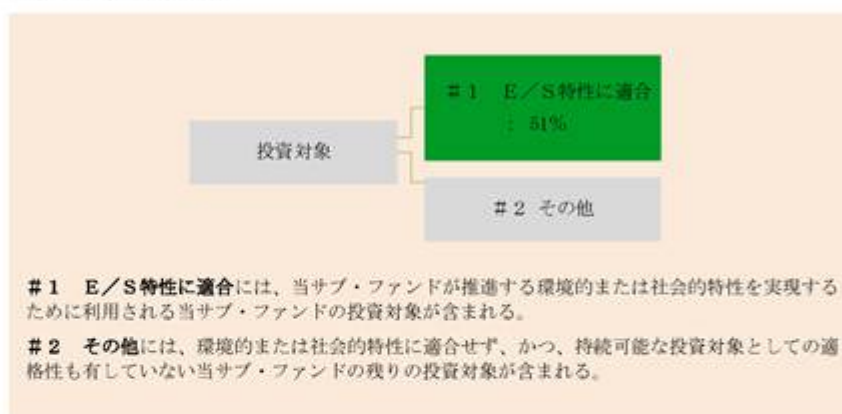 #1 E/S特性に適合
: 51%
投資対象
#2 その他
#1 E/S特性に適合には、当サブ・ファンドが推進する環境的または社会的特性を実現する
ために利用される当サブ・ファンドの投資対象が含まれる。
#2 その他には、環境的または社会的特性に適合せず、かつ、持続可能な投資対象としての適
格性も有していない当サブ・ファンドの残りの投資対象が含まれる。